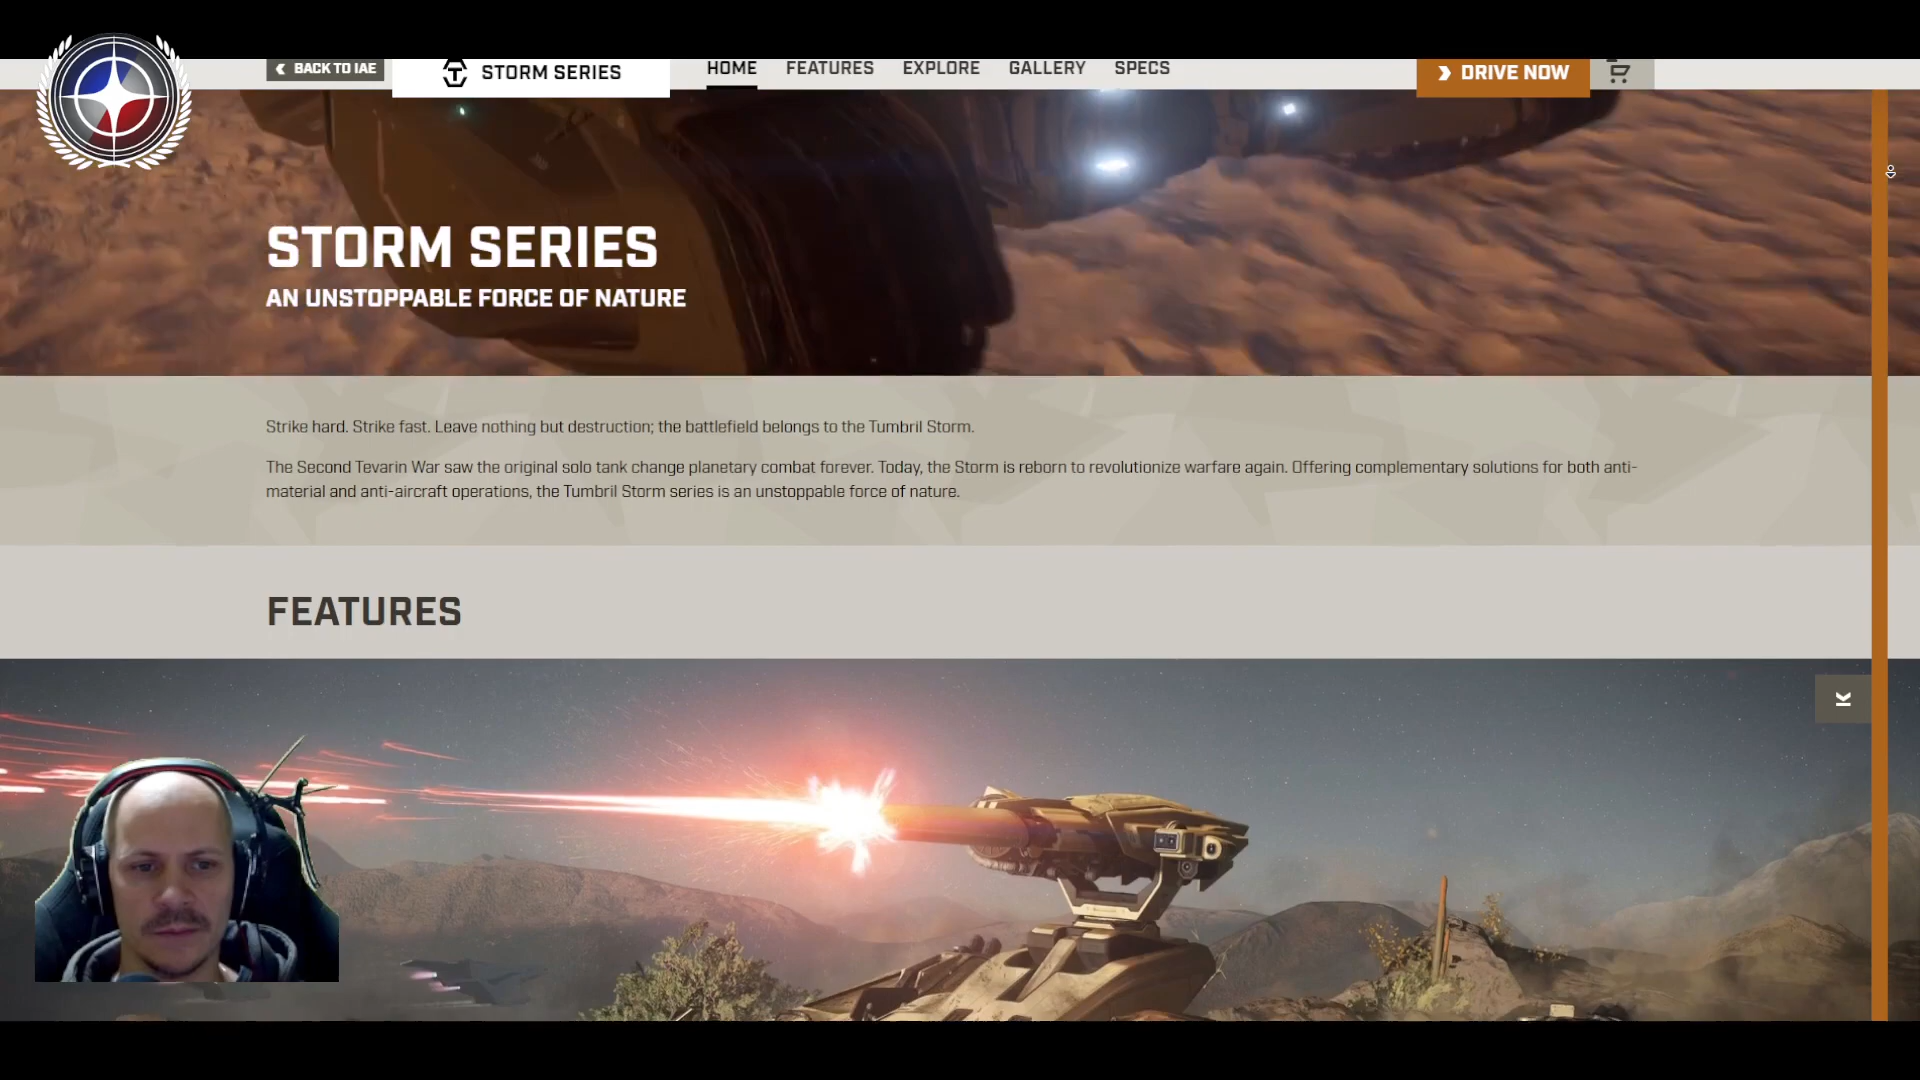 BACK TO IAE
STORM SERIES
HOME
FEATURES
EXPLORE
GALLERY
SPECS
DRIVE NOW
STORM SERIES
AN UNSTOPPABLE FORCE OF NATURE
Strike hard. Strike fast. Leave nothing but destruction; the battlefield belongs to the Tumbril Storm.
The Second Tevarin War saw the original solo tank change planetary combat forever. Today, the Storm is reborn to revolutionize warfare again. Offering complementary solutions for both anti-
material and anti-aircraft operations, the Tumbril Storm series is an unstoppable force of nature.
FEATURES